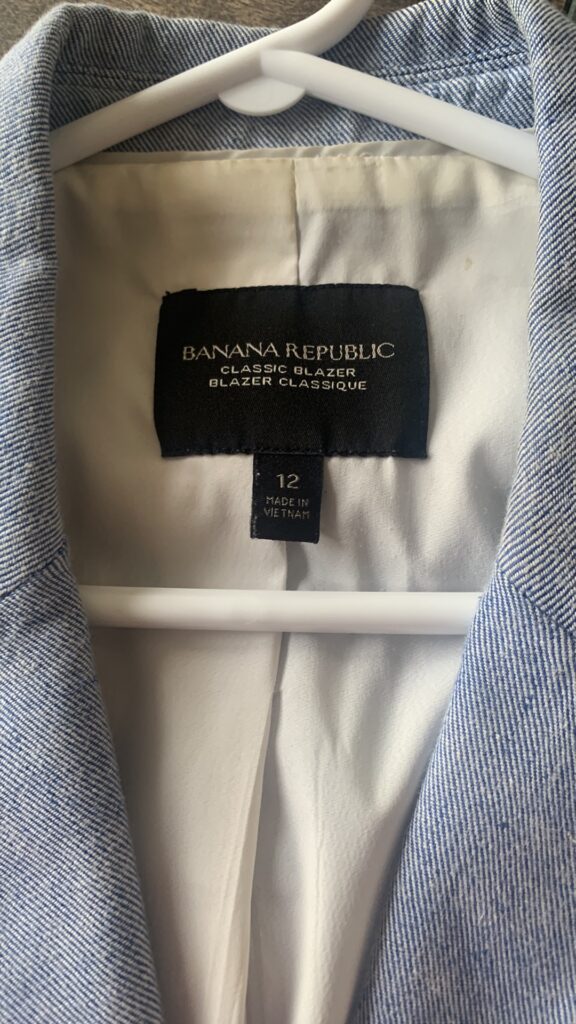 BANANA REPUBLIC
CLASSIC BLAZER
BLAZER CLASSIQUE
12
MADE IN
VIETNAM